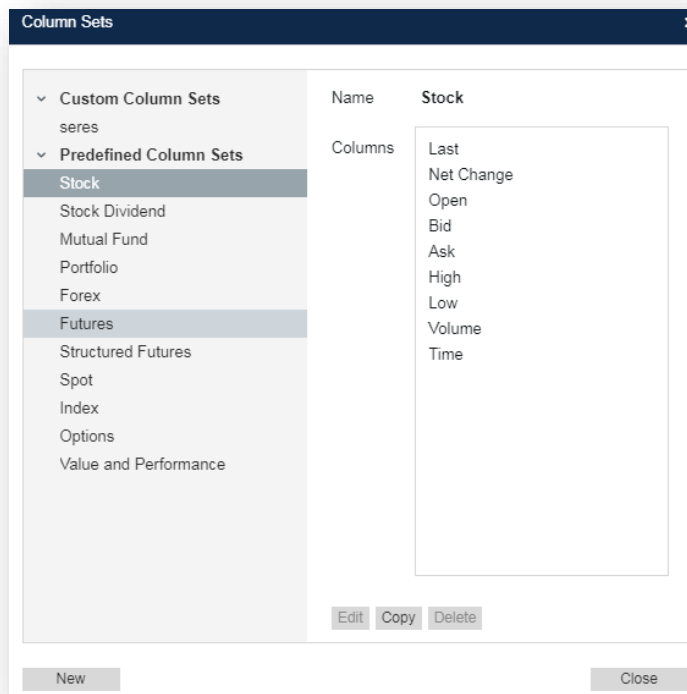 Column Sets
Custom Column Sets
seres
Predefined Column Sets
Stock
Stock Dividend
Mutual Fund
Portfolio
Forex
Futures
Structured Futures
Spot
Index
Options
Value and Performance
Name Stock
Columns
Last
Net Change
Open
Bid
Ask
High
Low
Volume
Time
Edit Copy Delete
New Close